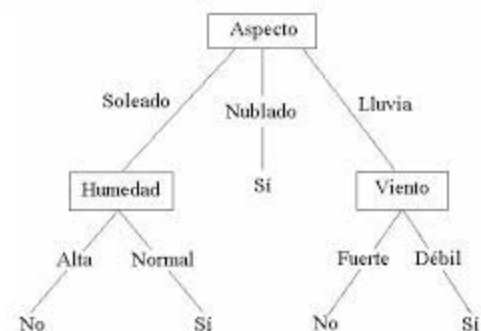 Aspecto
Soleado
Nublado
Lluvia
Humedad
Sí
Viento
Alta
Normal
Fuerte
Débil
No
Sí
No
Sí